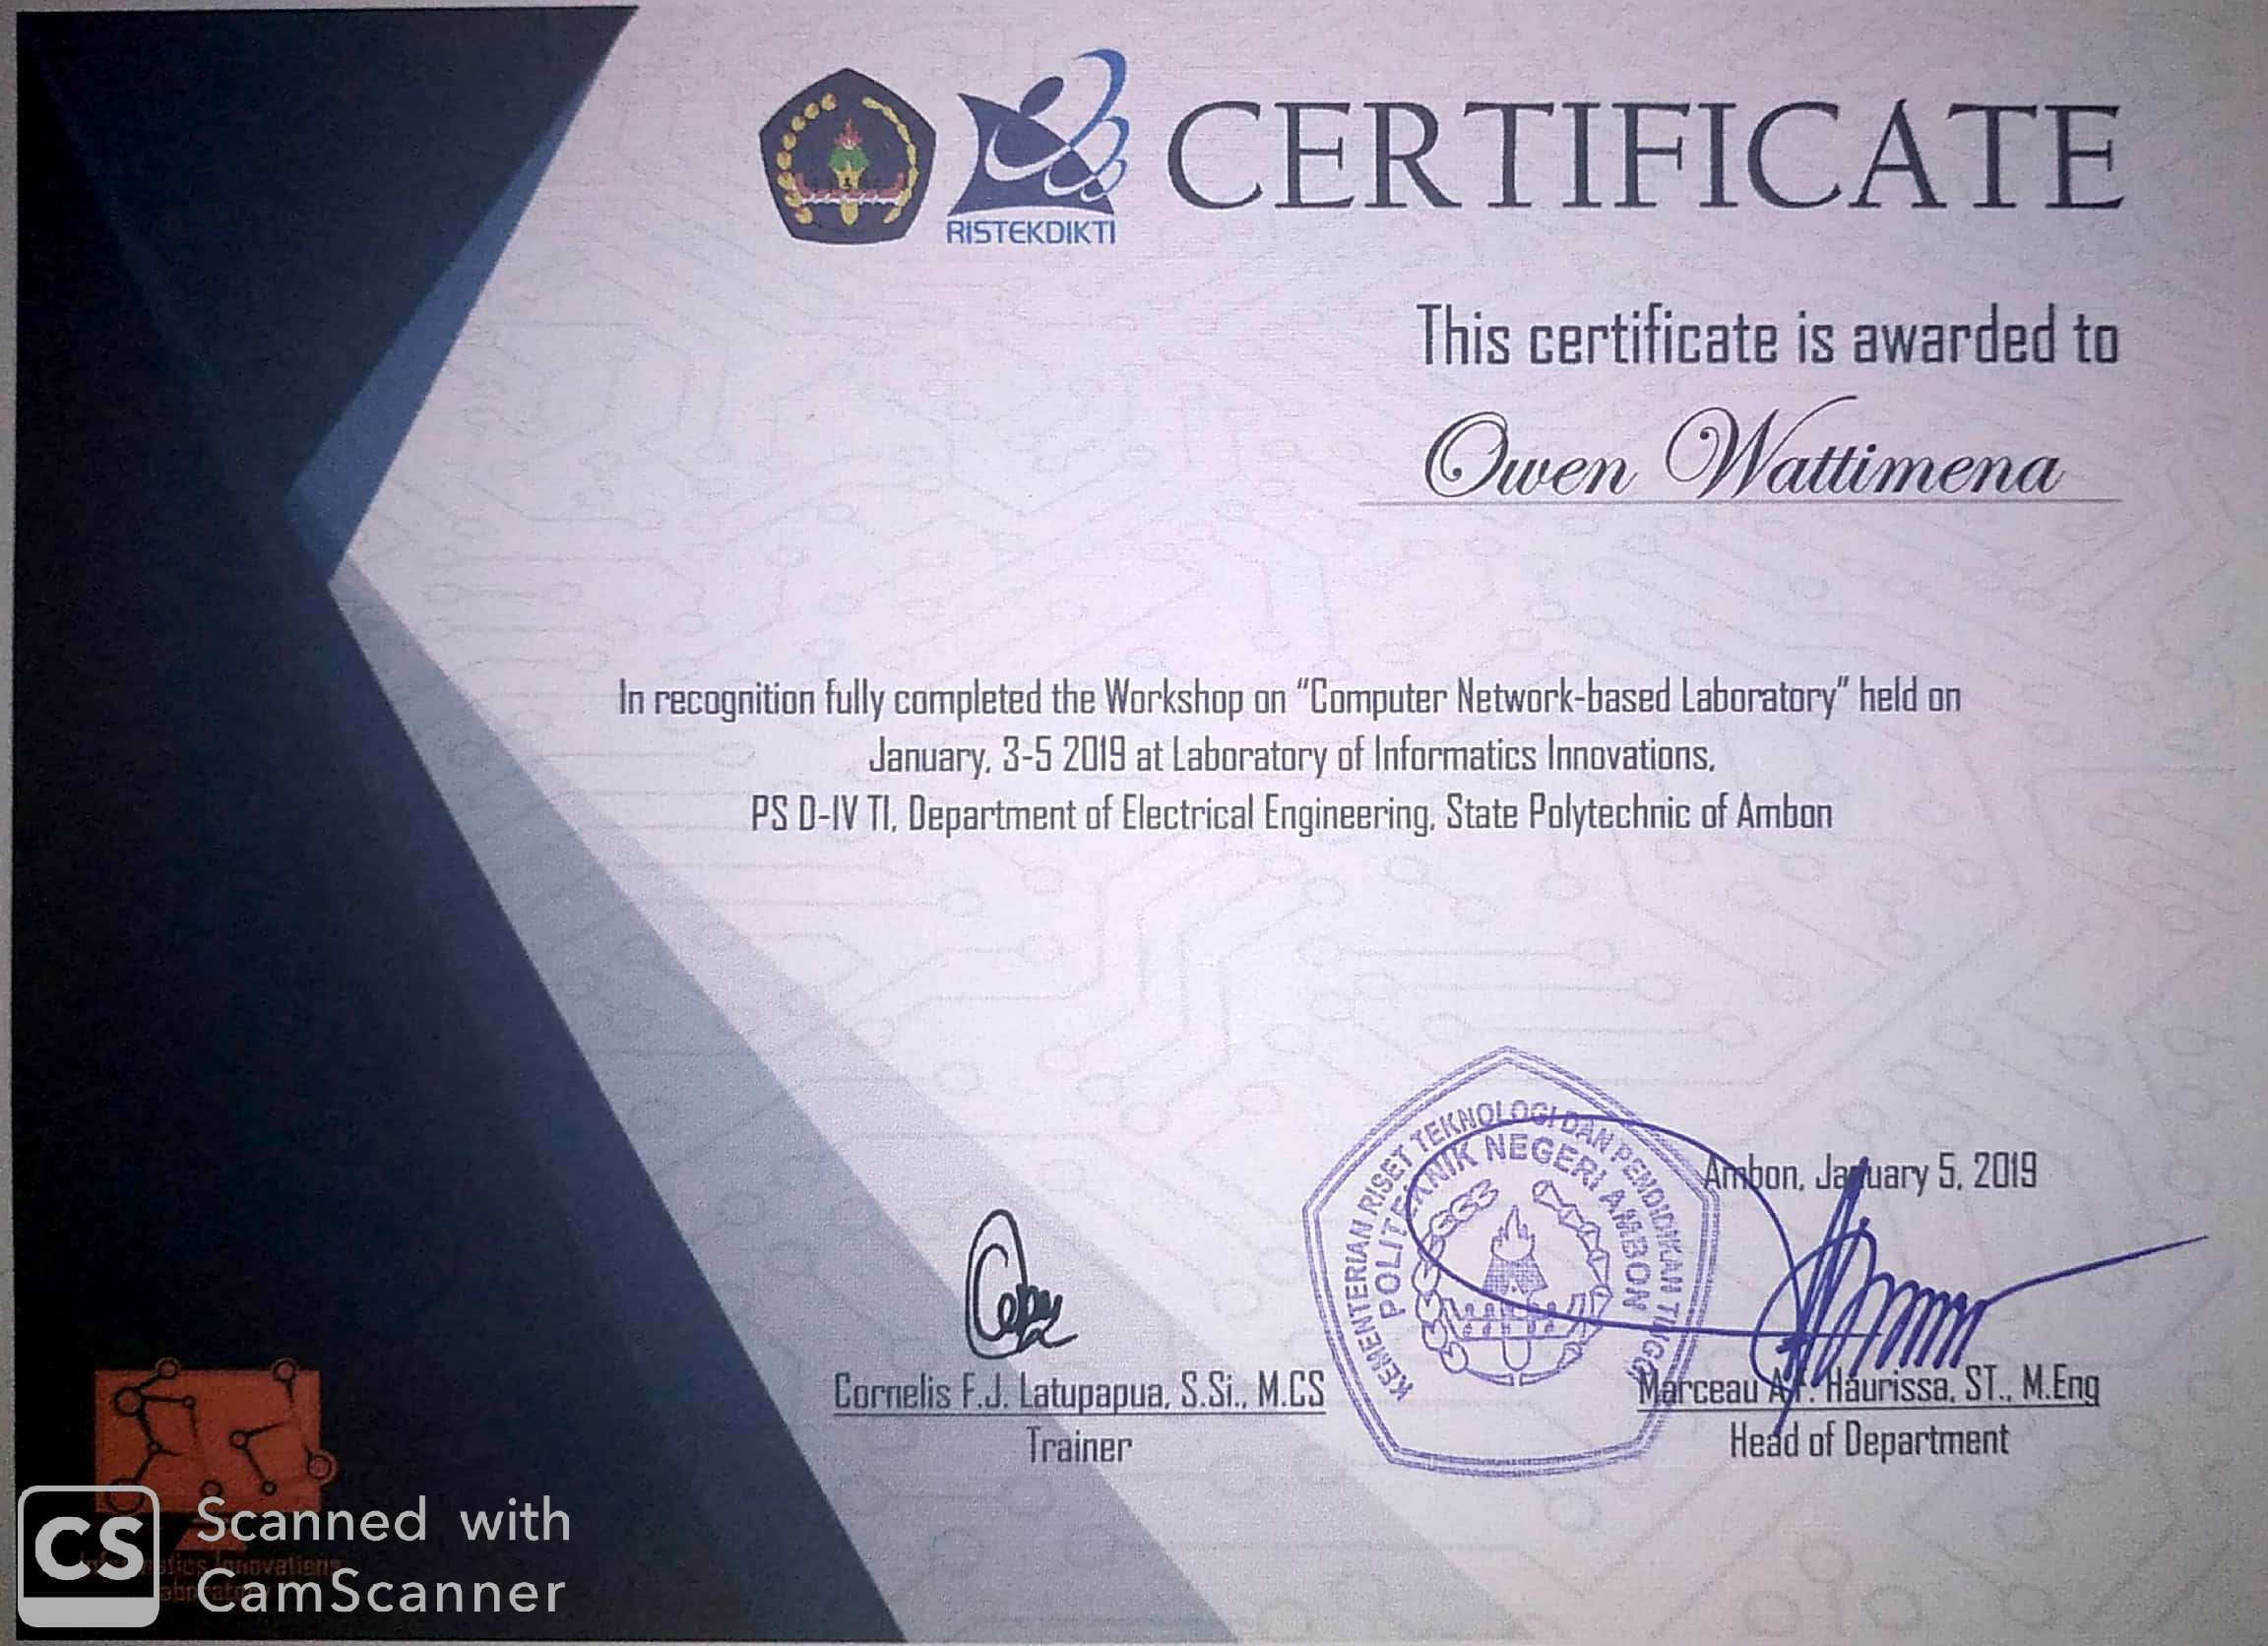 RISTEKDIKTI
CERTIFICATE
This certificate is awarded to
Owen Wattimena
In recognition fully completed the Workshop on “Computer Network-based Laboratory” held on
January, 3-5 2019 at Laboratory of Informatics Innovations,
PS D-IV TI, Department of Electrical Engineering, State Polytechnic of Ambon
KEMENTERIAN RISET TEKNOLOGI DAN PENDIDIKAN TINGGI
POLITEKNIK NEGERI AMBON
Ambon, January 5, 2019
Cornelis F.J. Latupapua, S.Si., M.CS
Trainer
Marceau A.F. Haurissa, ST., M.Eng
Head of Department
Informatics Innovations
Laboratory
CS
Scanned with
CamScanner